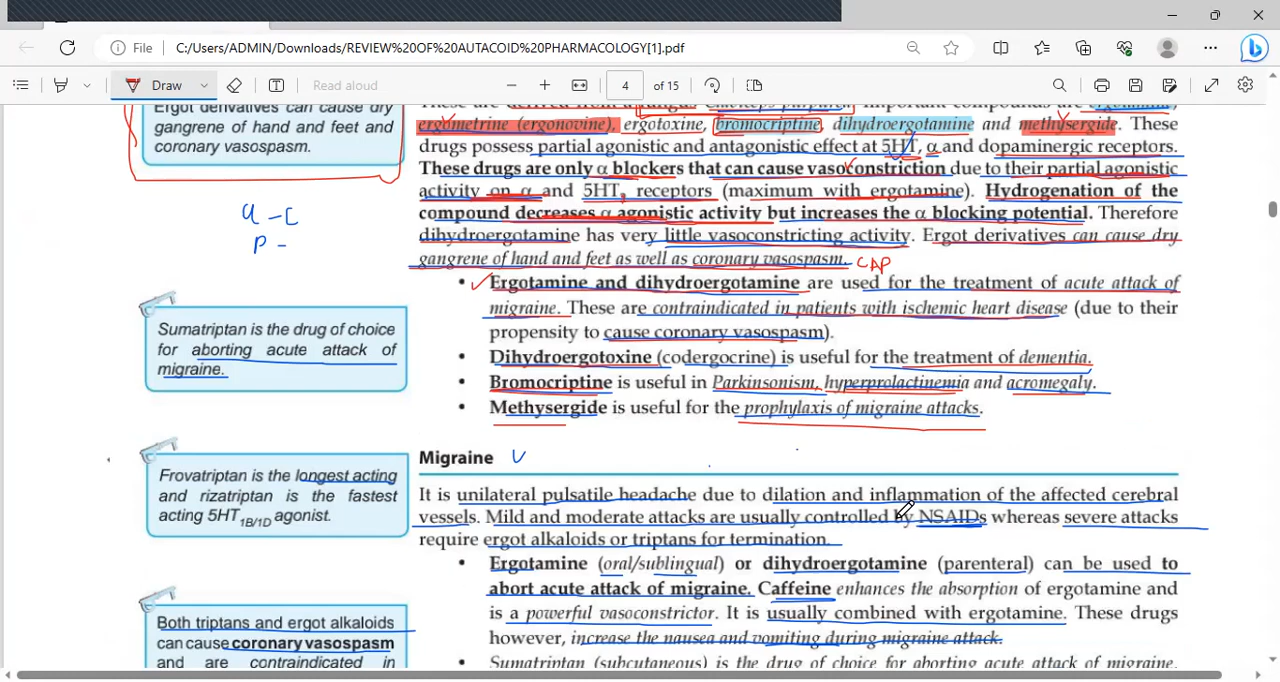 File
C:/Users/ADMIN/Downloads/REVIEW%20OF%20AUTACOID%20PHARMACOLOGY[1].pdf
Draw
Read aloud
4
of 15
Ergot derivatives can cause dry
gangrene of hand and feet and
coronary vasospasm.
These are derived from a fungus important compounds are
ergometrine (ergonovine), ergotoxine, bromocriptine, dihydroergotamine and methysergide. These
drugs possess partial agonistic and antagonistic effect at 5HT, α and dopaminergic receptors.
These drugs are only α blockers that can cause vasoconstriction due to their partial agonistic
activity on α and 5HT receptors (maximum with ergotamine). Hydrogenation of the
compound decreases α agonistic activity but increases the α blocking potential. Therefore
dihydroergotamine has very little vasoconstricting activity. Ergot derivatives can cause dry
gangrene of hand and feet as well as coronary vasospasm. CAP
• Ergotamine and dihydroergotamine are used for the treatment of acute attack of
migraine. These are contraindicated in patients with ischemic heart disease (due to their
propensity to cause coronary vasospasm).
• Dihydroergotoxine (codergocrine) is useful for the treatment of dementia.
• Bromocriptine is useful in Parkinsonism, hyperprolactinemia and acromegaly.
• Methysergide is useful for the prophylaxis of migraine attacks.
Sumatriptan is the drug of choice
for aborting acute attack of
migraine.
Migraine
It is unilateral pulsatile headache due to dilation and inflammation of the affected cerebral
vessels. Mild and moderate attacks are usually controlled by NSAIDs whereas severe attacks
require ergot alkaloids or triptans for termination.
Frovatriptan is the longest acting
and rizatriptan is the fastest
acting 5HT1B/1D agonist.
• Ergotamine (oral/sublingual) or dihydroergotamine (parenteral) can be used to
abort acute attack of migraine. Caffeine enhances the absorption of ergotamine and
is a powerful vasoconstrictor. It is usually combined with ergotamine. These drugs
however, increase the nausea and vomiting during migraine attack.
• Sumatriptan (subcutaneous) is the drug of choice for aborting acute attack of migraine.
Both triptans and ergot alkaloids
can cause coronary vasospasm
and are contraindicated in